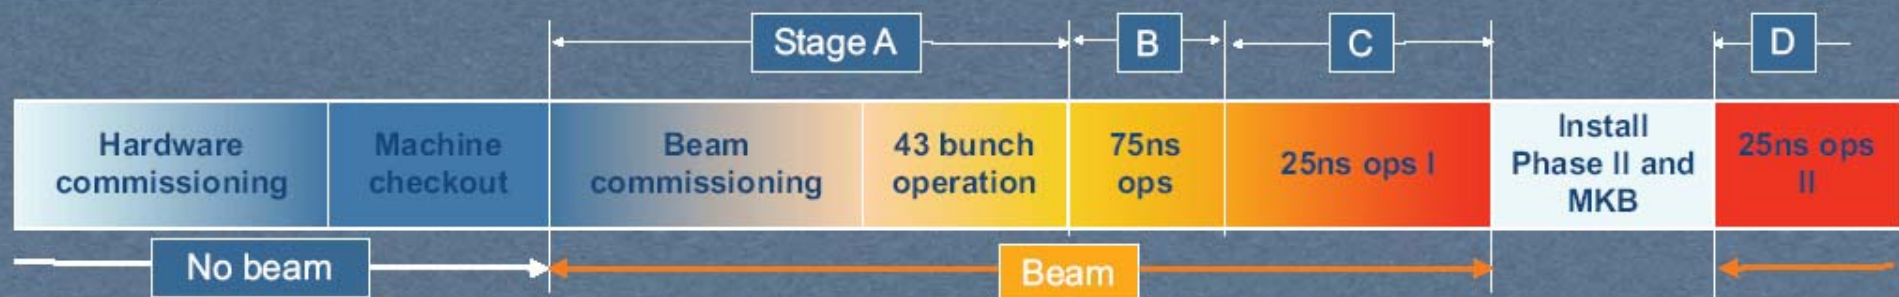 Stage A
B
C
D
Hardware
commissioning
Machine
checkout
Beam
commissioning
43 bunch
operation
75ns
ops
25ns ops I
Install
Phase II and
MKB
25ns ops
II
No beam
Beam